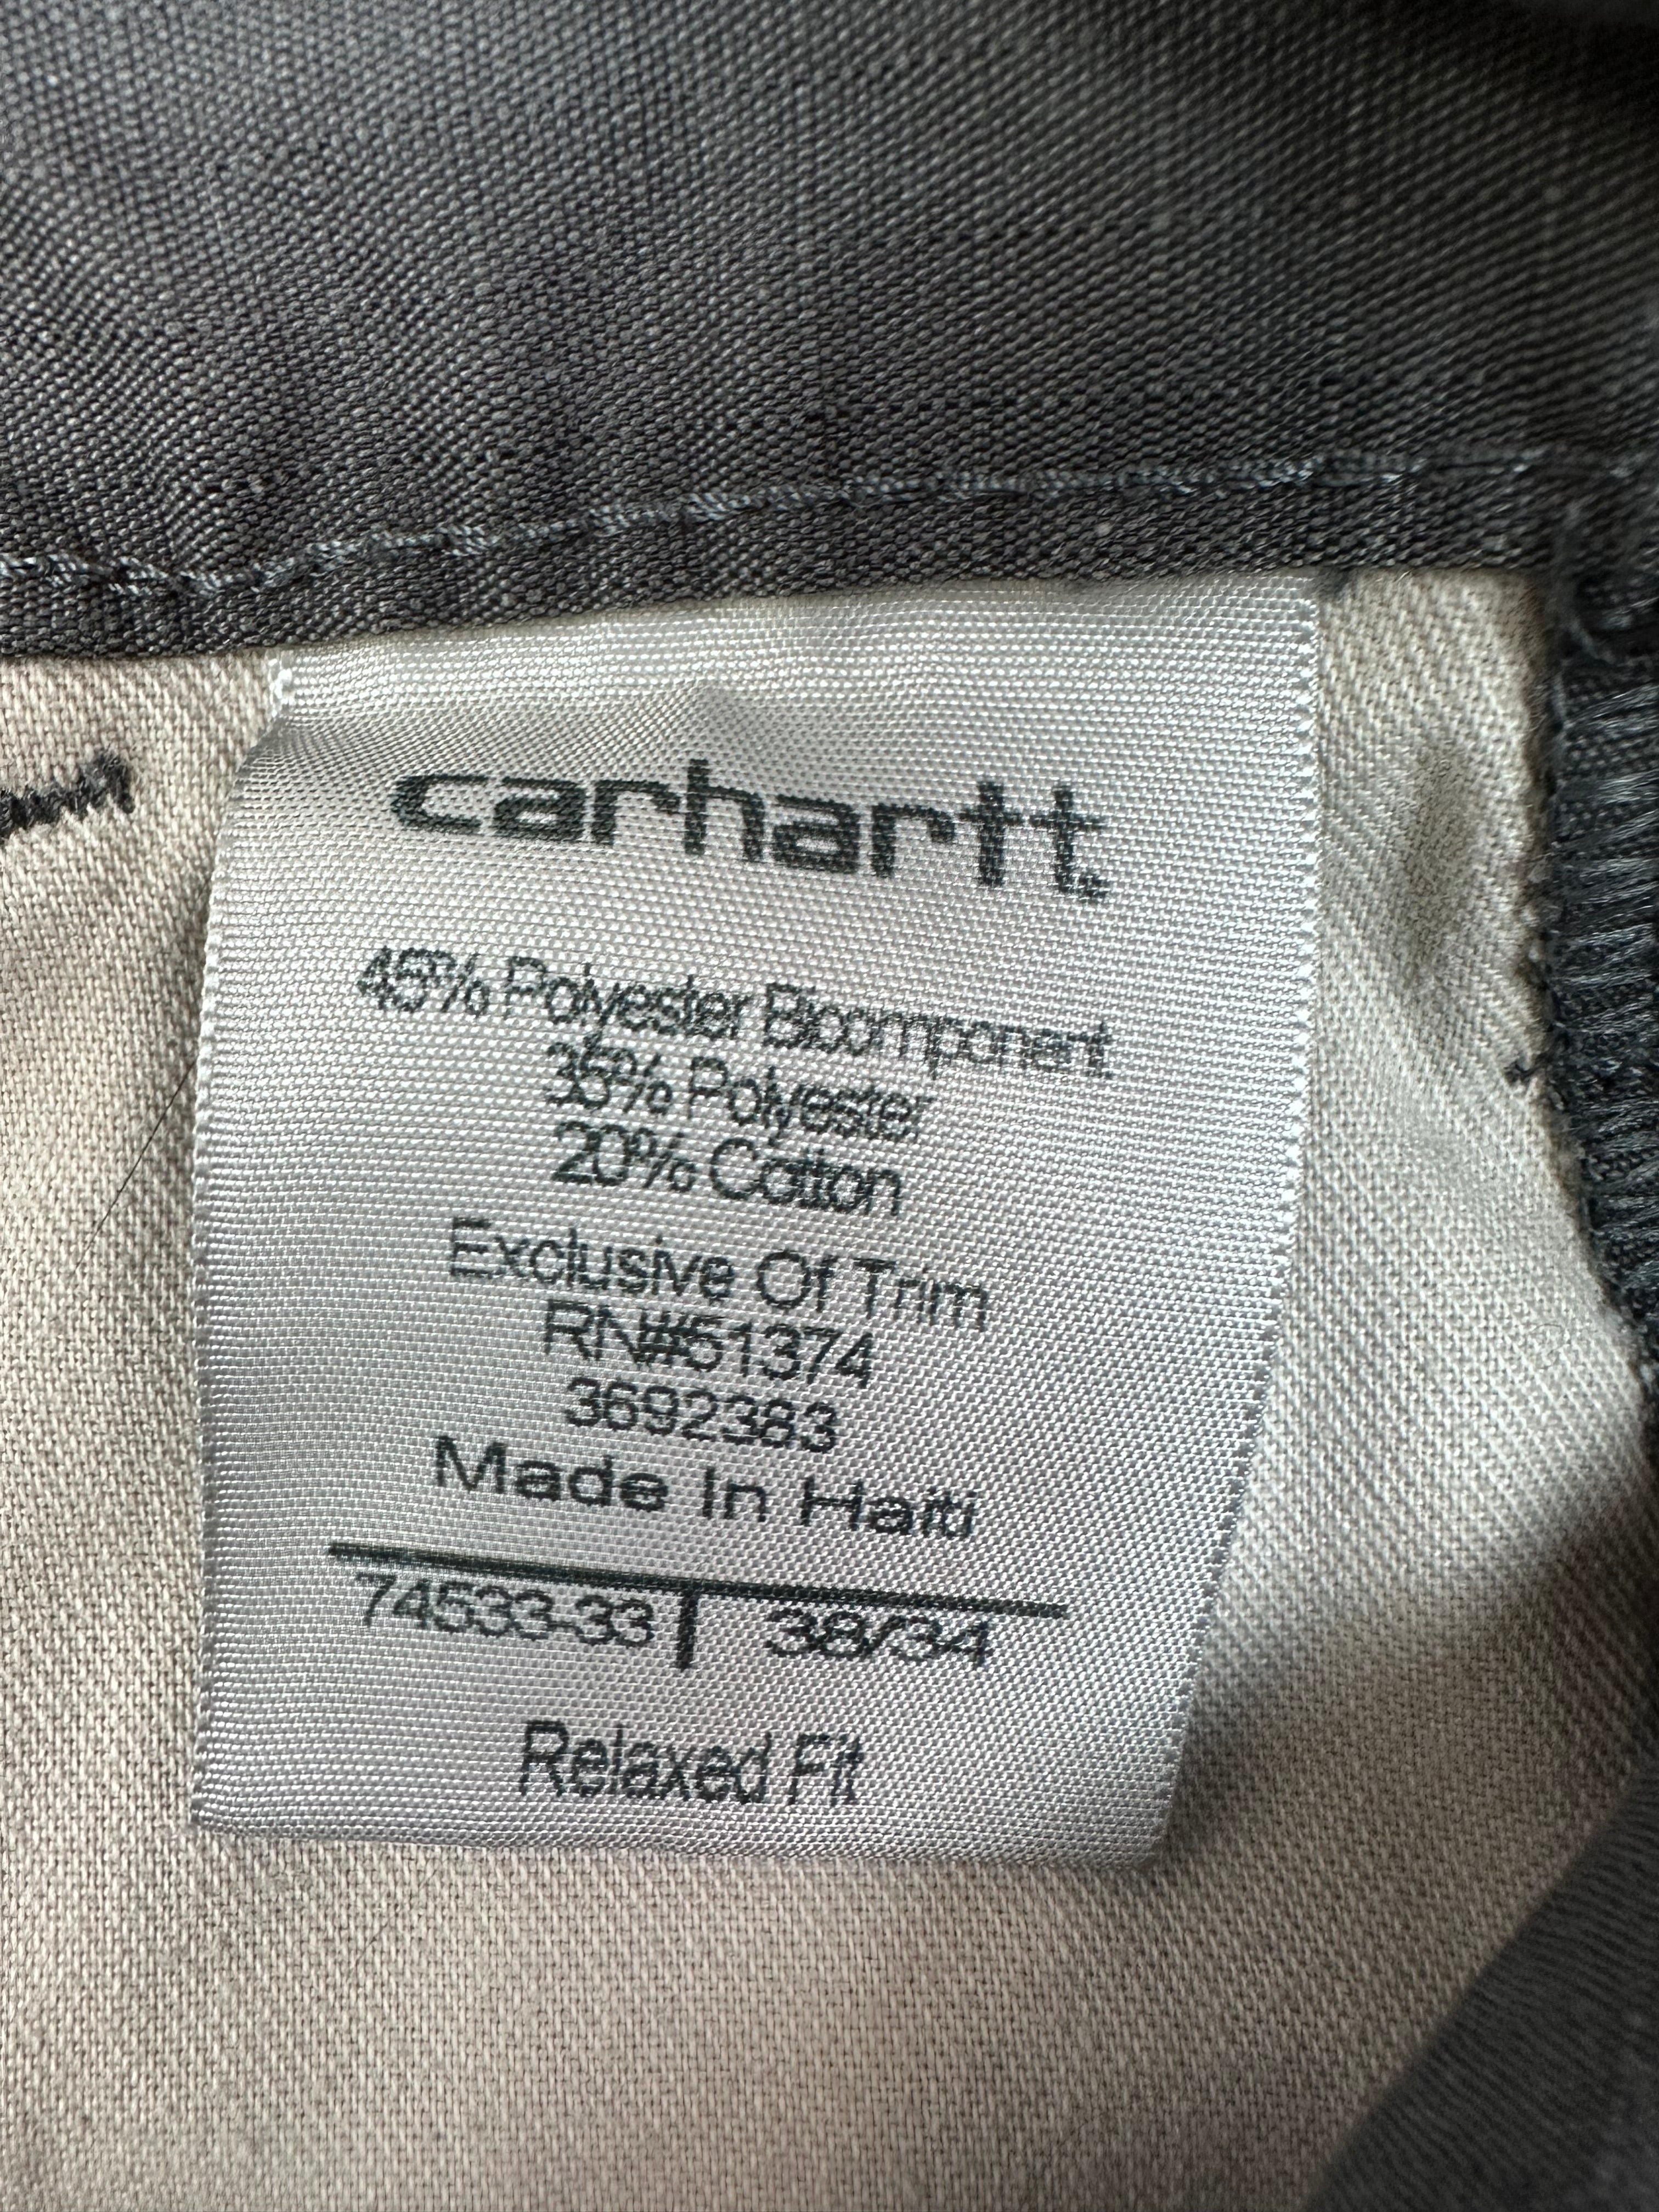 carhartt®
45% Polyester Bicomponent
35% Polyester
20% Cotton
Exclusive Of Trim
RN#51374
3692383
Made In Haiti
74533-33 38/34
Relaxed Fit